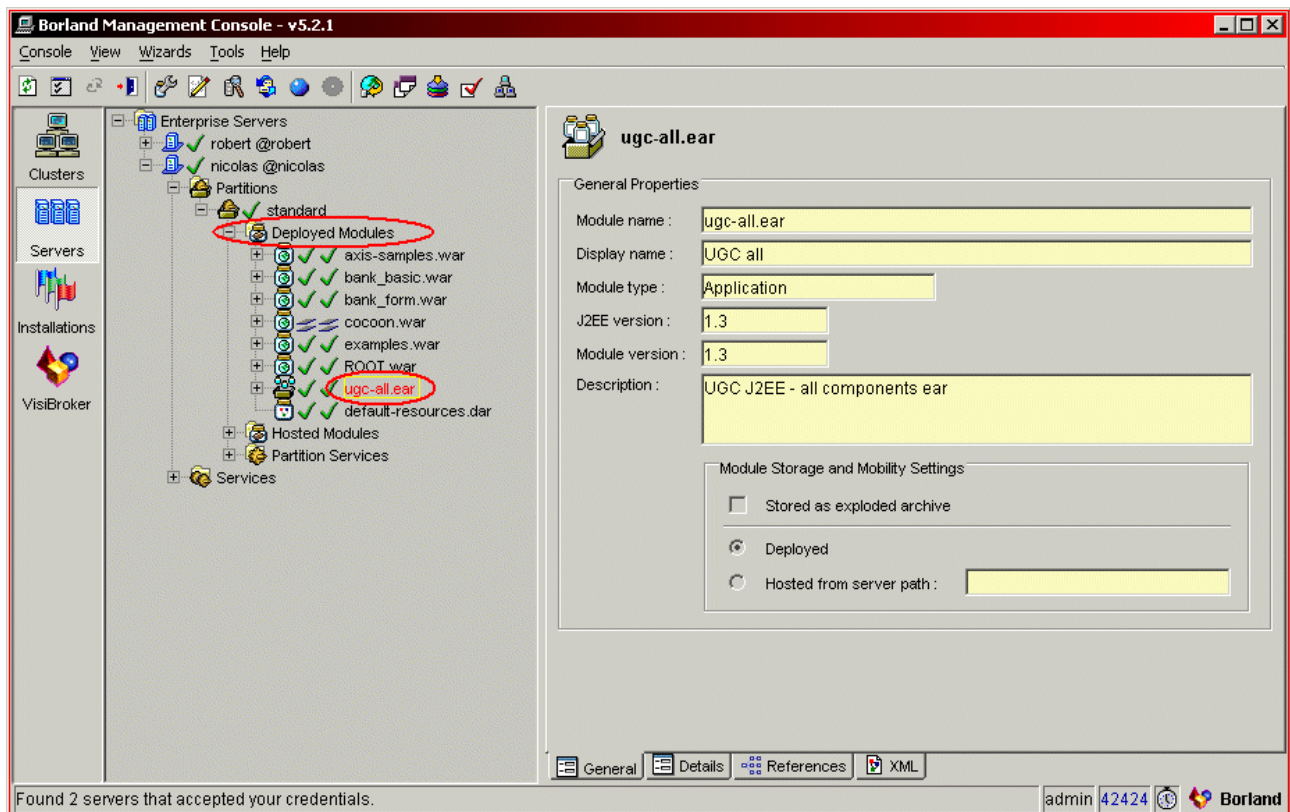 Borland Management Console - v5.2.1
Console View Wizards Tools Help
Clusters
Servers
Installations
VisiBroker
Enterprise Servers
robert @robert
nicolas @nicolas
Partitions
standard
Deployed Modules
axis-samples.war
bank_basic.war
bank_form.war
cocoon.war
examples.war
ROOT.war
ugc-all.ear
default-resources.dar
Hosted Modules
Partition Services
Services
ugc-all.ear
General Properties
Module name : ugc-all.ear
Display name : UGC all
Module type : Application
J2EE version : 1.3
Module version : 1.3
Description : UGC J2EE - all components ear
Module Storage and Mobility Settings
Stored as exploded archive
Deployed
Hosted from server path :
General Details References XML
Found 2 servers that accepted your credentials. admin 42424 Borland